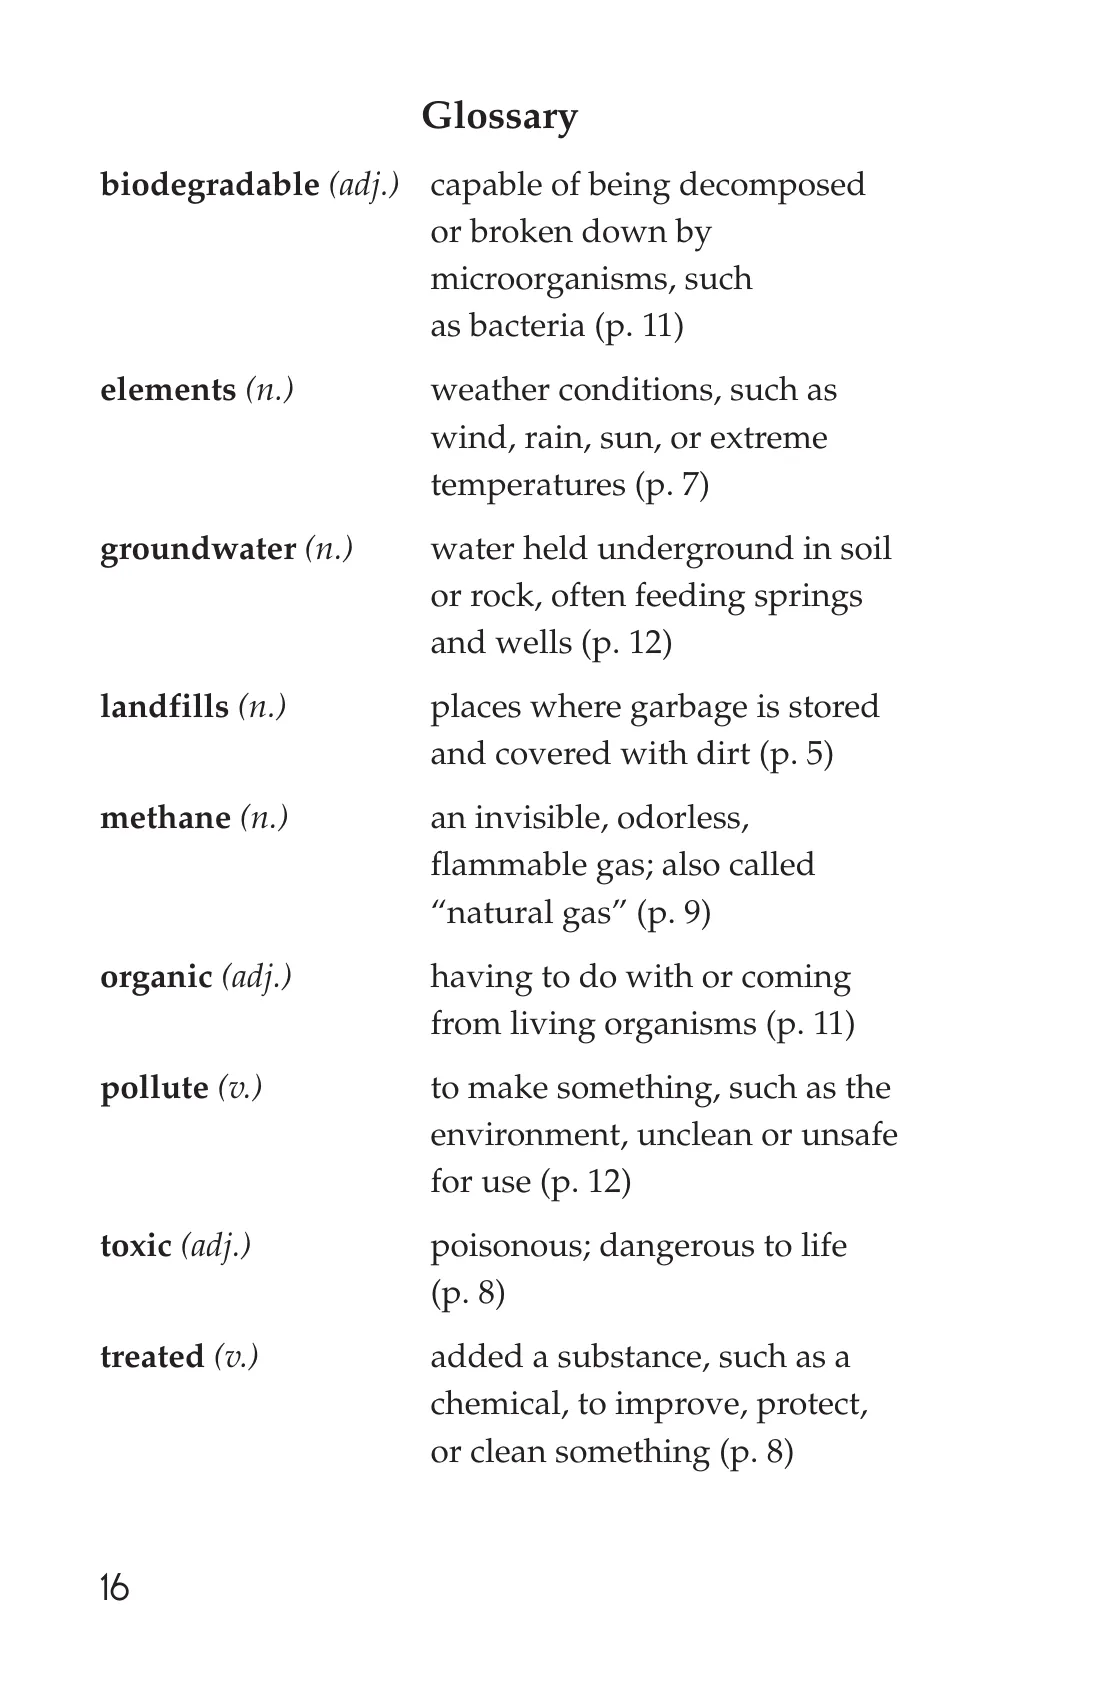 Glossary
biodegradable (adj.) capable of being decomposed
or broken down by
microorganisms, such
as bacteria (p. 11)
elements (n.) weather conditions, such as
wind, rain, sun, or extreme
temperatures (p. 7)
groundwater (n.) water held underground in soil
or rock, often feeding springs
and wells (p. 12)
landfills (n.) places where garbage is stored
and covered with dirt (p. 5)
methane (n.) an invisible, odorless,
flammable gas; also called
“natural gas” (p. 9)
organic (adj.) having to do with or coming
from living organisms (p. 11)
pollute (v.) to make something, such as the
environment, unclean or unsafe
for use (p. 12)
toxic (adj.) poisonous; dangerous to life
(p. 8)
treated (v.) added a substance, such as a
chemical, to improve, protect,
or clean something (p. 8)
16